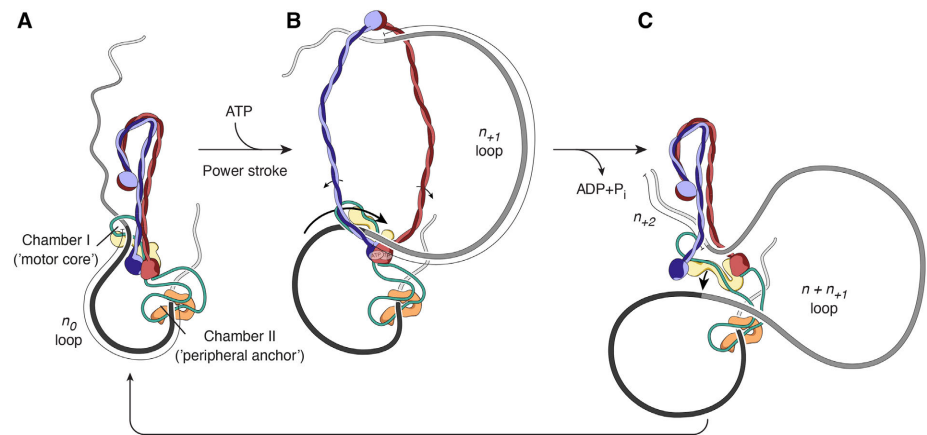 A
B
C
ATP
Power stroke
n+1
loop
ADP+Pi
n+2
Chamber I
('motor core')
n0
loop
Chamber II
('peripheral anchor')
n + n+1
loop